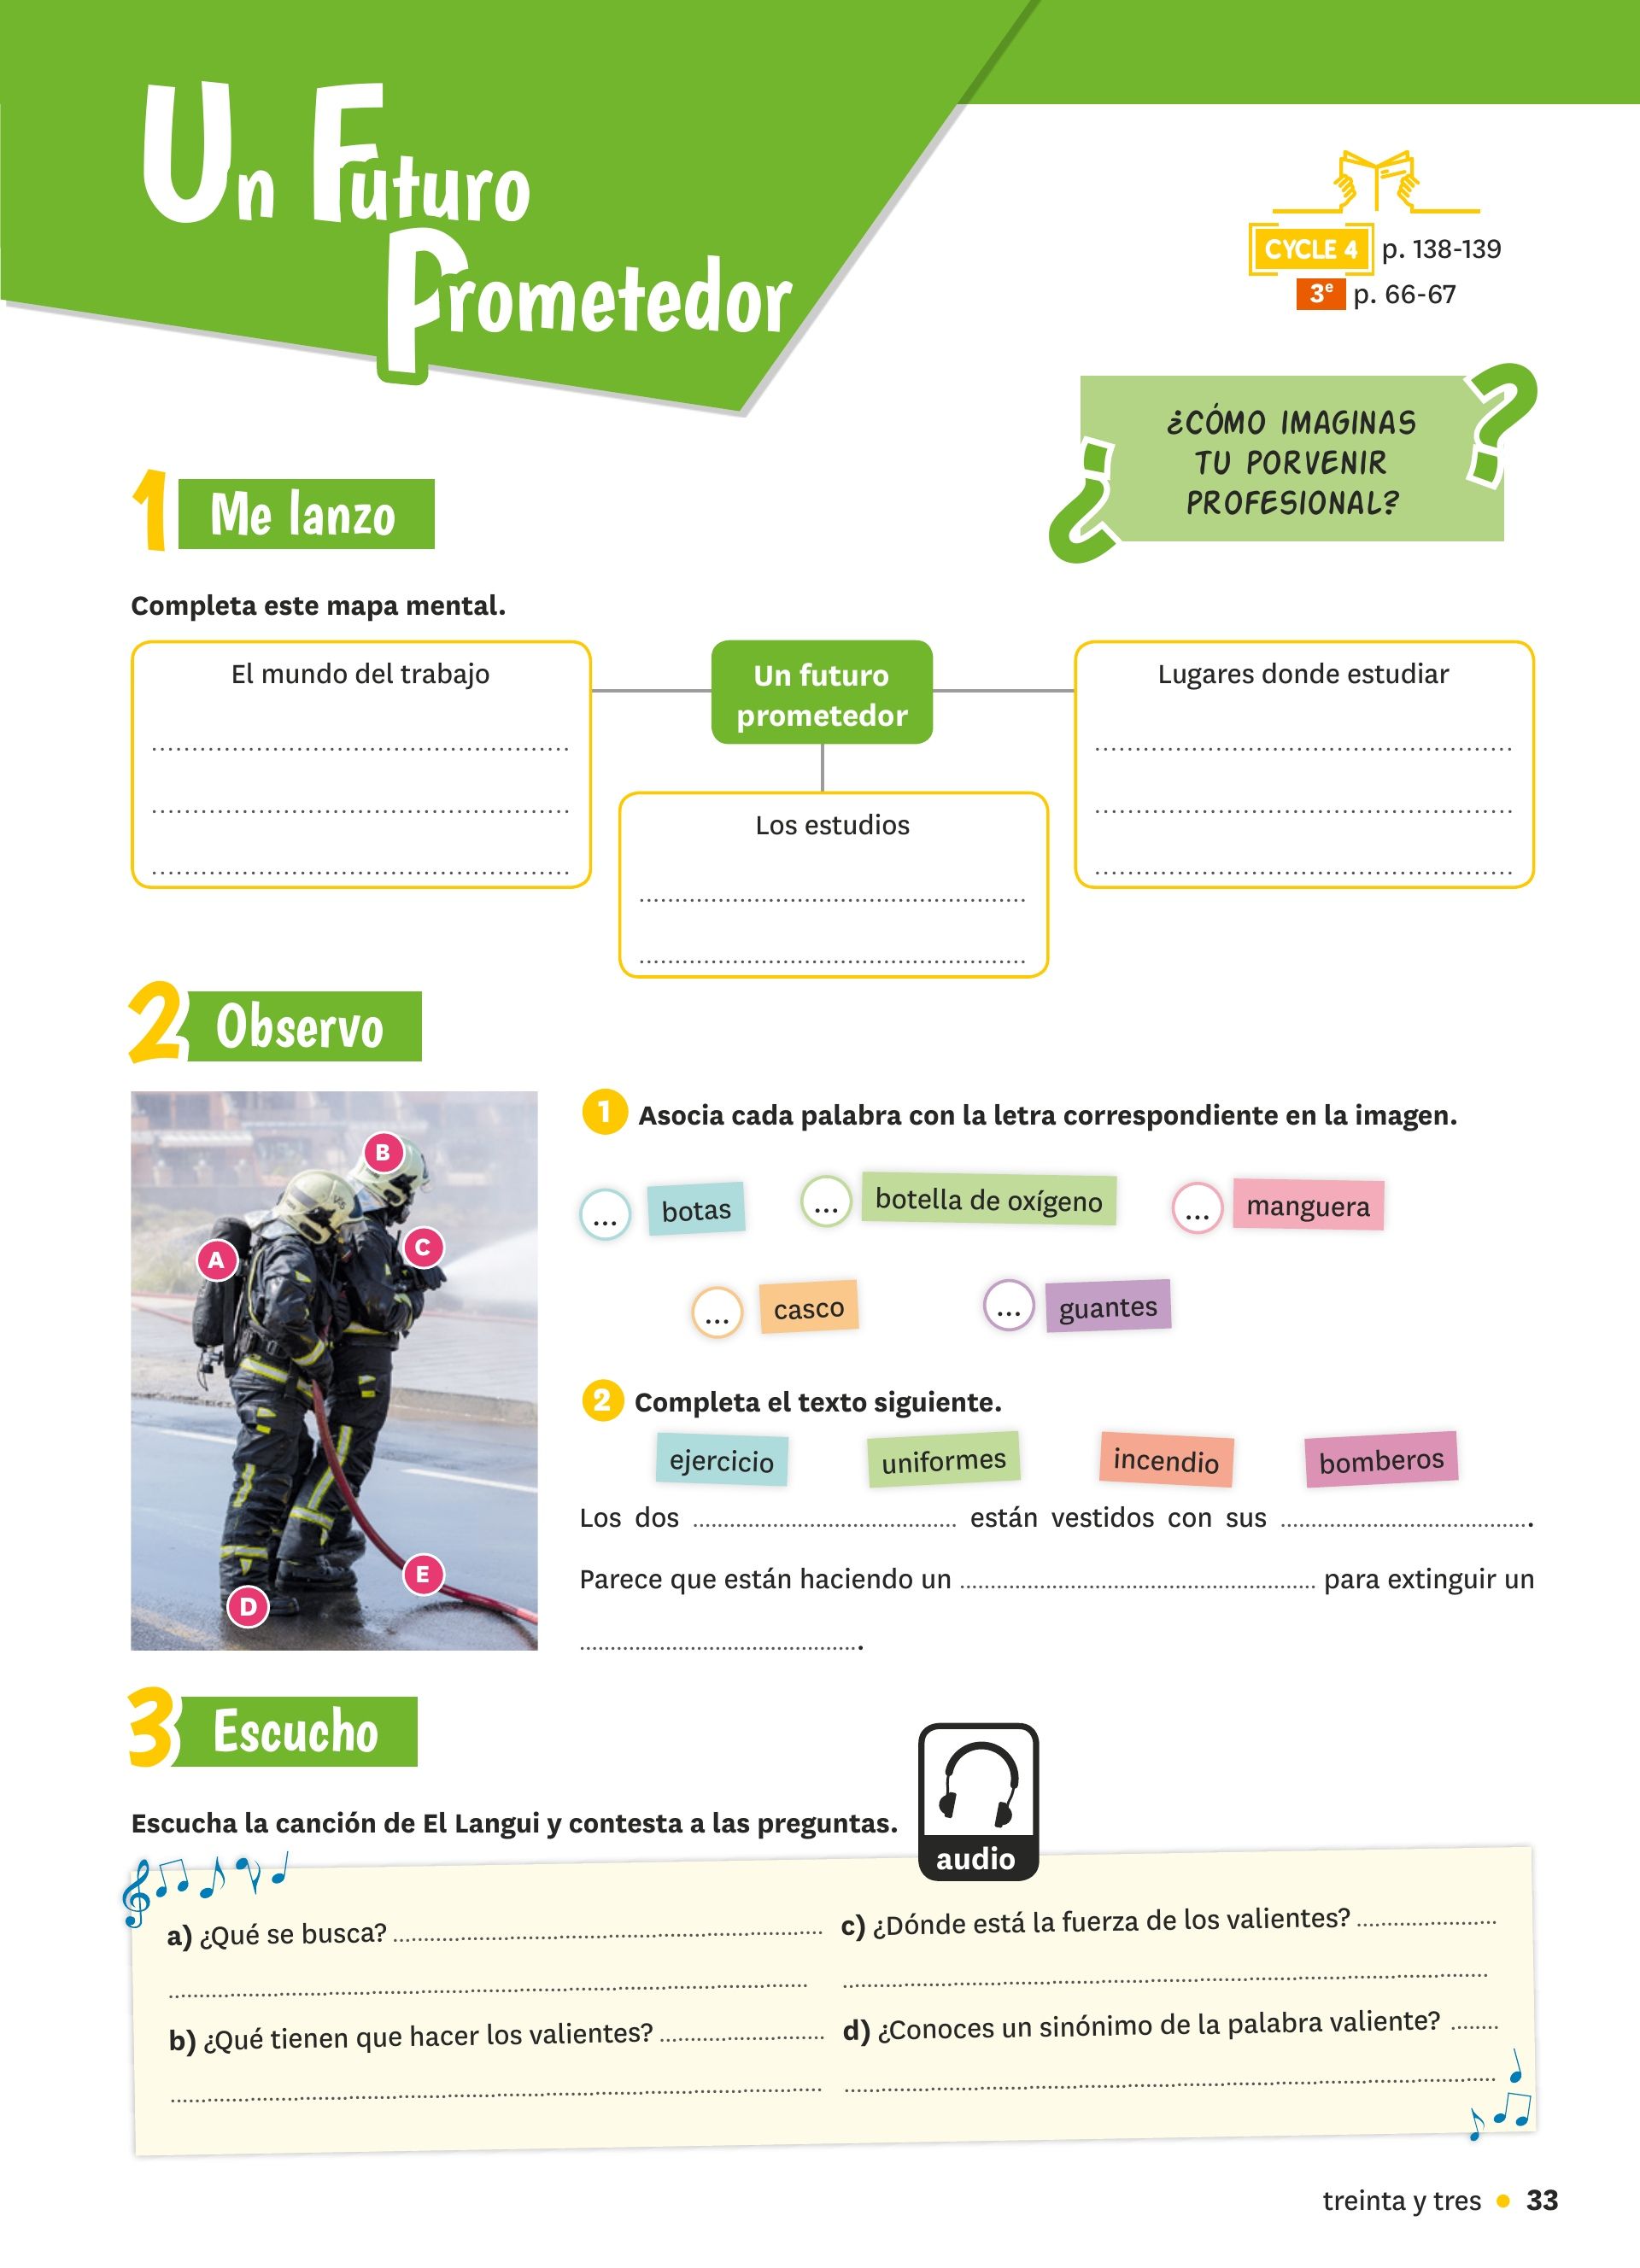 Un Futuro
Prometedor
CYCLE 4 p. 138-139
3e p. 66-67
¿CÓMO IMAGINAS
TU PORVENIR
PROFESIONAL?
1 Me lanzo
Completa este mapa mental.
El mundo del trabajo
Un futuro
prometedor
Lugares donde estudiar
Los estudios
2 Observo
A
B
C
D
E
1 Asocia cada palabra con la letra correspondiente en la imagen.
... botas
... botella de oxígeno
... manguera
... casco
... guantes
2 Completa el texto siguiente.
ejercicio uniformes incendio bomberos
Los dos ........................................ están vestidos con sus .........................................
Parece que están haciendo un ........................................ para extinguir un
.........................................
3 Escucho
Escucha la canción de El Langui y contesta a las preguntas.
audio
a) ¿Qué se busca? ........................................
b) ¿Qué tienen que hacer los valientes? ........................................
c) ¿Dónde está la fuerza de los valientes? ........................................
d) ¿Conoces un sinónimo de la palabra valiente? ........
treinta y tres • 33